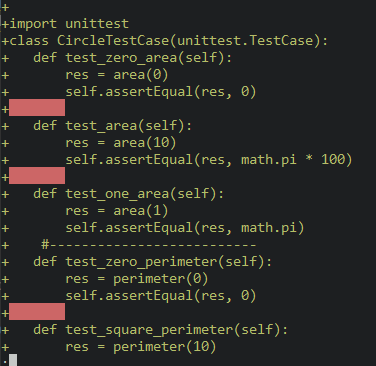 +
+import unittest
+class CircleTestCase(unittest.TestCase):
+   def test_zero_area(self):
+       res = area(0)
+       self.assertEqual(res, 0)
+
+   def test_area(self):
+       res = area(10)
+       self.assertEqual(res, math.pi * 100)
+
+   def test_one_area(self):
+       res = area(1)
+       self.assertEqual(res, math.pi)
+    #--------------------------
+   def test_zero_perimeter(self):
+       res = perimeter(0)
+       self.assertEqual(res, 0)
+
+   def test_square_perimeter(self):
+       res = perimeter(10)
.